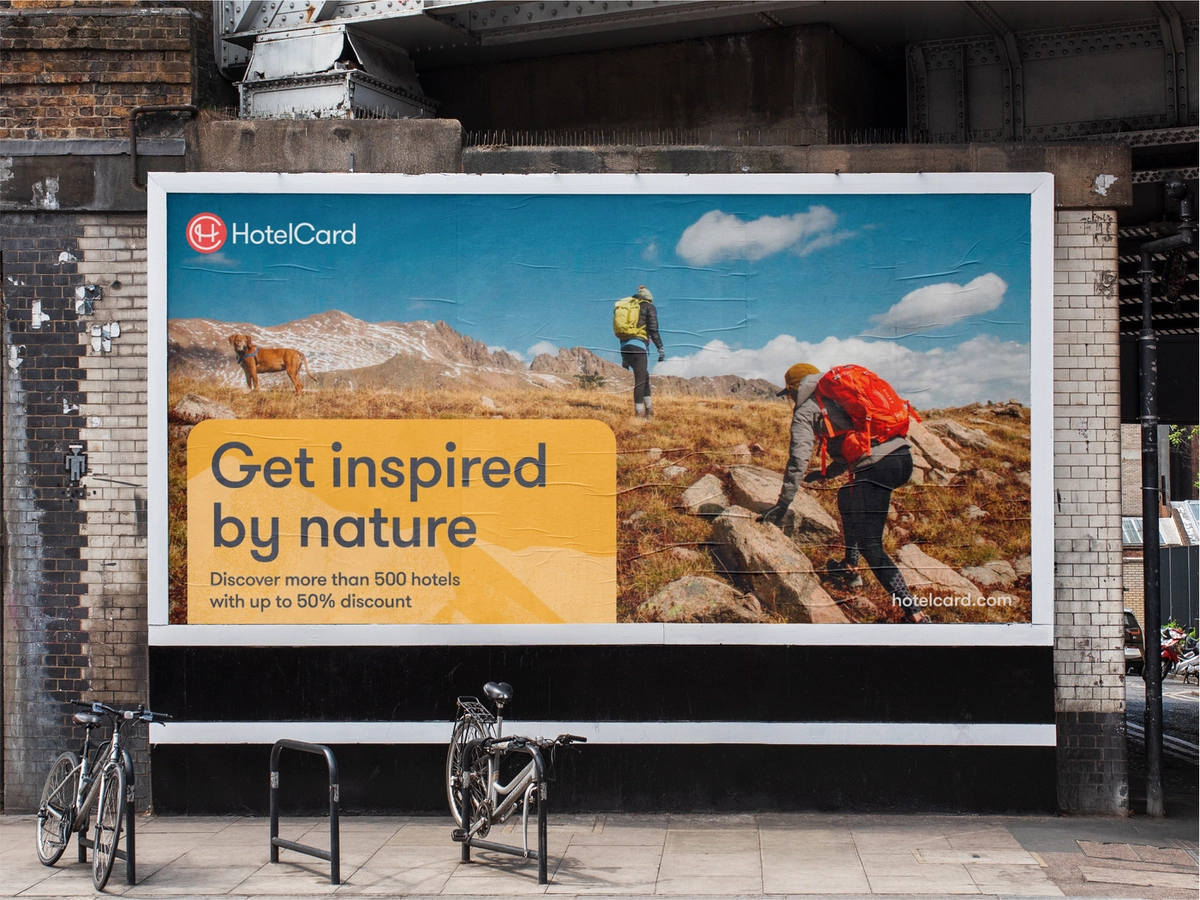 HotelCard
Get inspired
by nature
Discover more than 500 hotels
with up to 50% discount
hotelcard.com